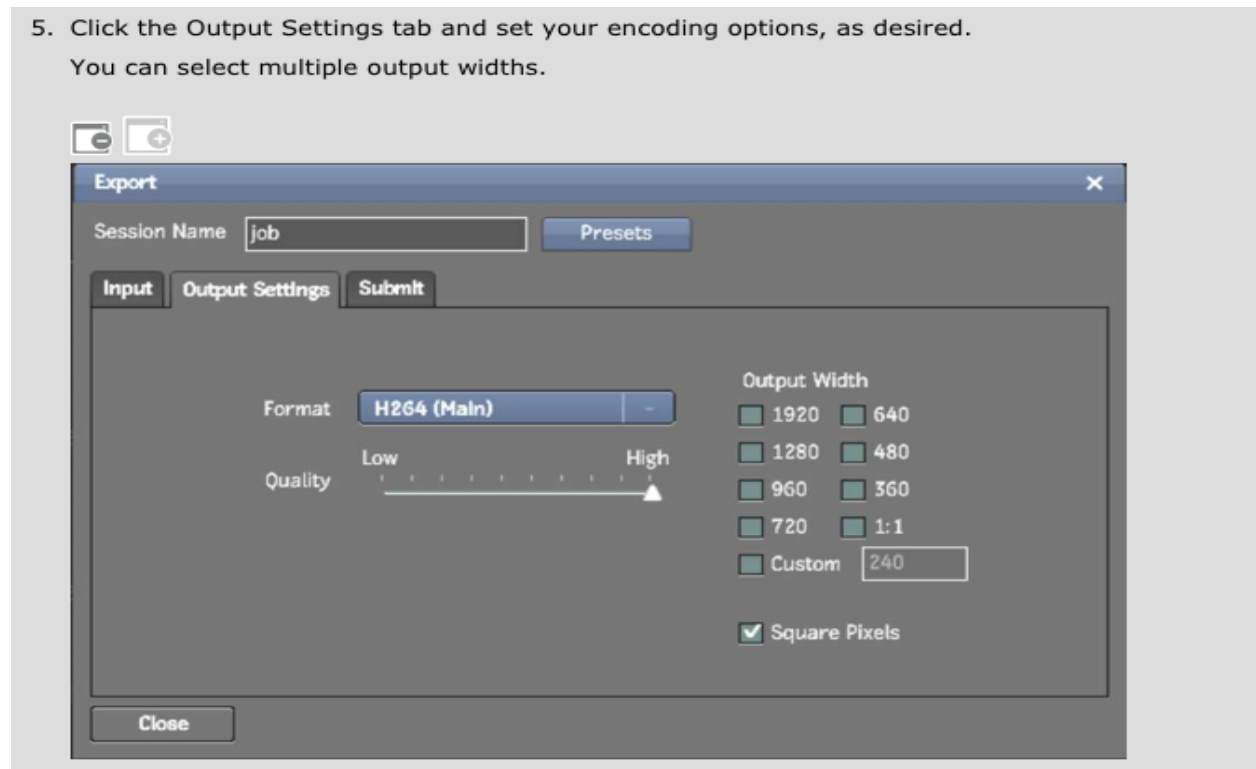 5. Click the Output Settings tab and set your encoding options, as desired.
You can select multiple output widths.
Export
Session Name job Presets
Input Output Settings Submit
Output Width
Format H264 (Main) 1920 640
Low High 1280 480
Quality 960 360
720 1:1
Custom 240
Square Pixels
Close